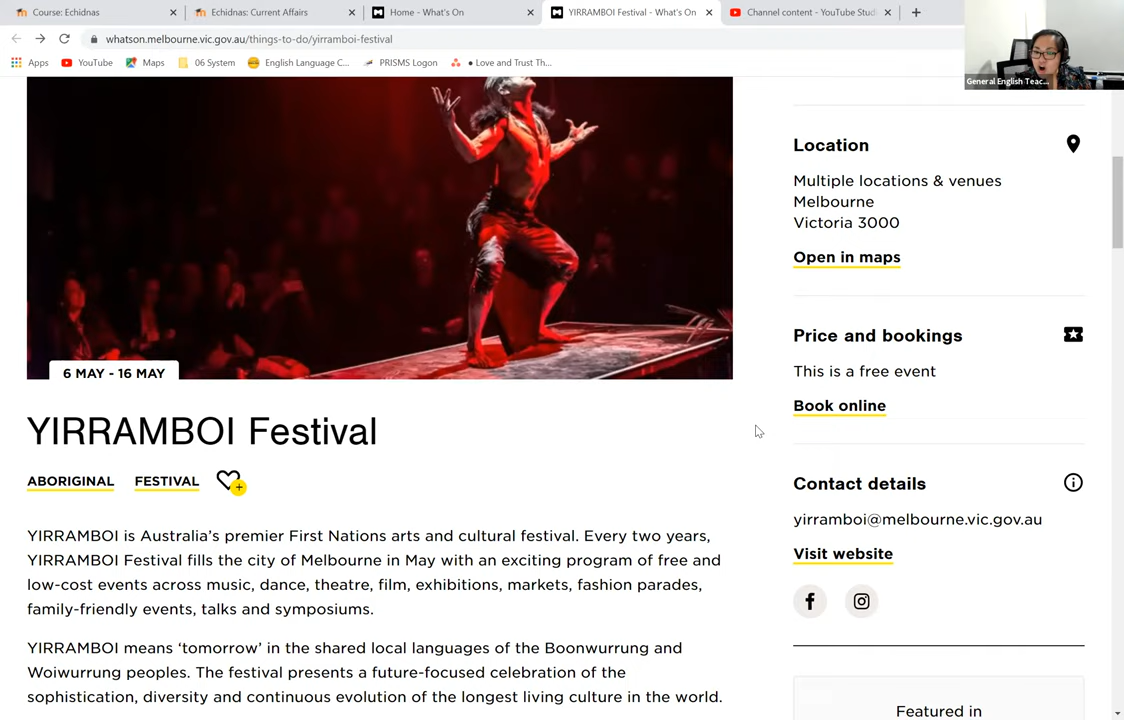 Course: Echidnas
Echidnas: Current Affairs
Home - What's On
YIRRAMBOI Festival - What's On
Channel content - YouTube Stud
whatson.melbourne.vic.gov.au/things-to-do/yirramboi-festival
Apps
YouTube
Maps
06 System
English Language C...
PRISMS Logon
● Love and Trust Th...
General English Teac...
6 MAY - 16 MAY
YIRRAMBOI Festival
ABORIGINAL
FESTIVAL
YIRRAMBOI is Australia's premier First Nations arts and cultural festival. Every two years,
YIRRAMBOI Festival fills the city of Melbourne in May with an exciting program of free and
low-cost events across music, dance, theatre, film, exhibitions, markets, fashion parades,
family-friendly events, talks and symposiums.
YIRRAMBOI means ‘tomorrow’ in the shared local languages of the Boonwurrung and
Woiwurrung peoples. The festival presents a future-focused celebration of the
sophistication, diversity and continuous evolution of the longest living culture in the world.
Location
Multiple locations & venues
Melbourne
Victoria 3000
Open in maps
Price and bookings
This is a free event
Book online
Contact details
yirramboi@melbourne.vic.gov.au
Visit website
Featured in